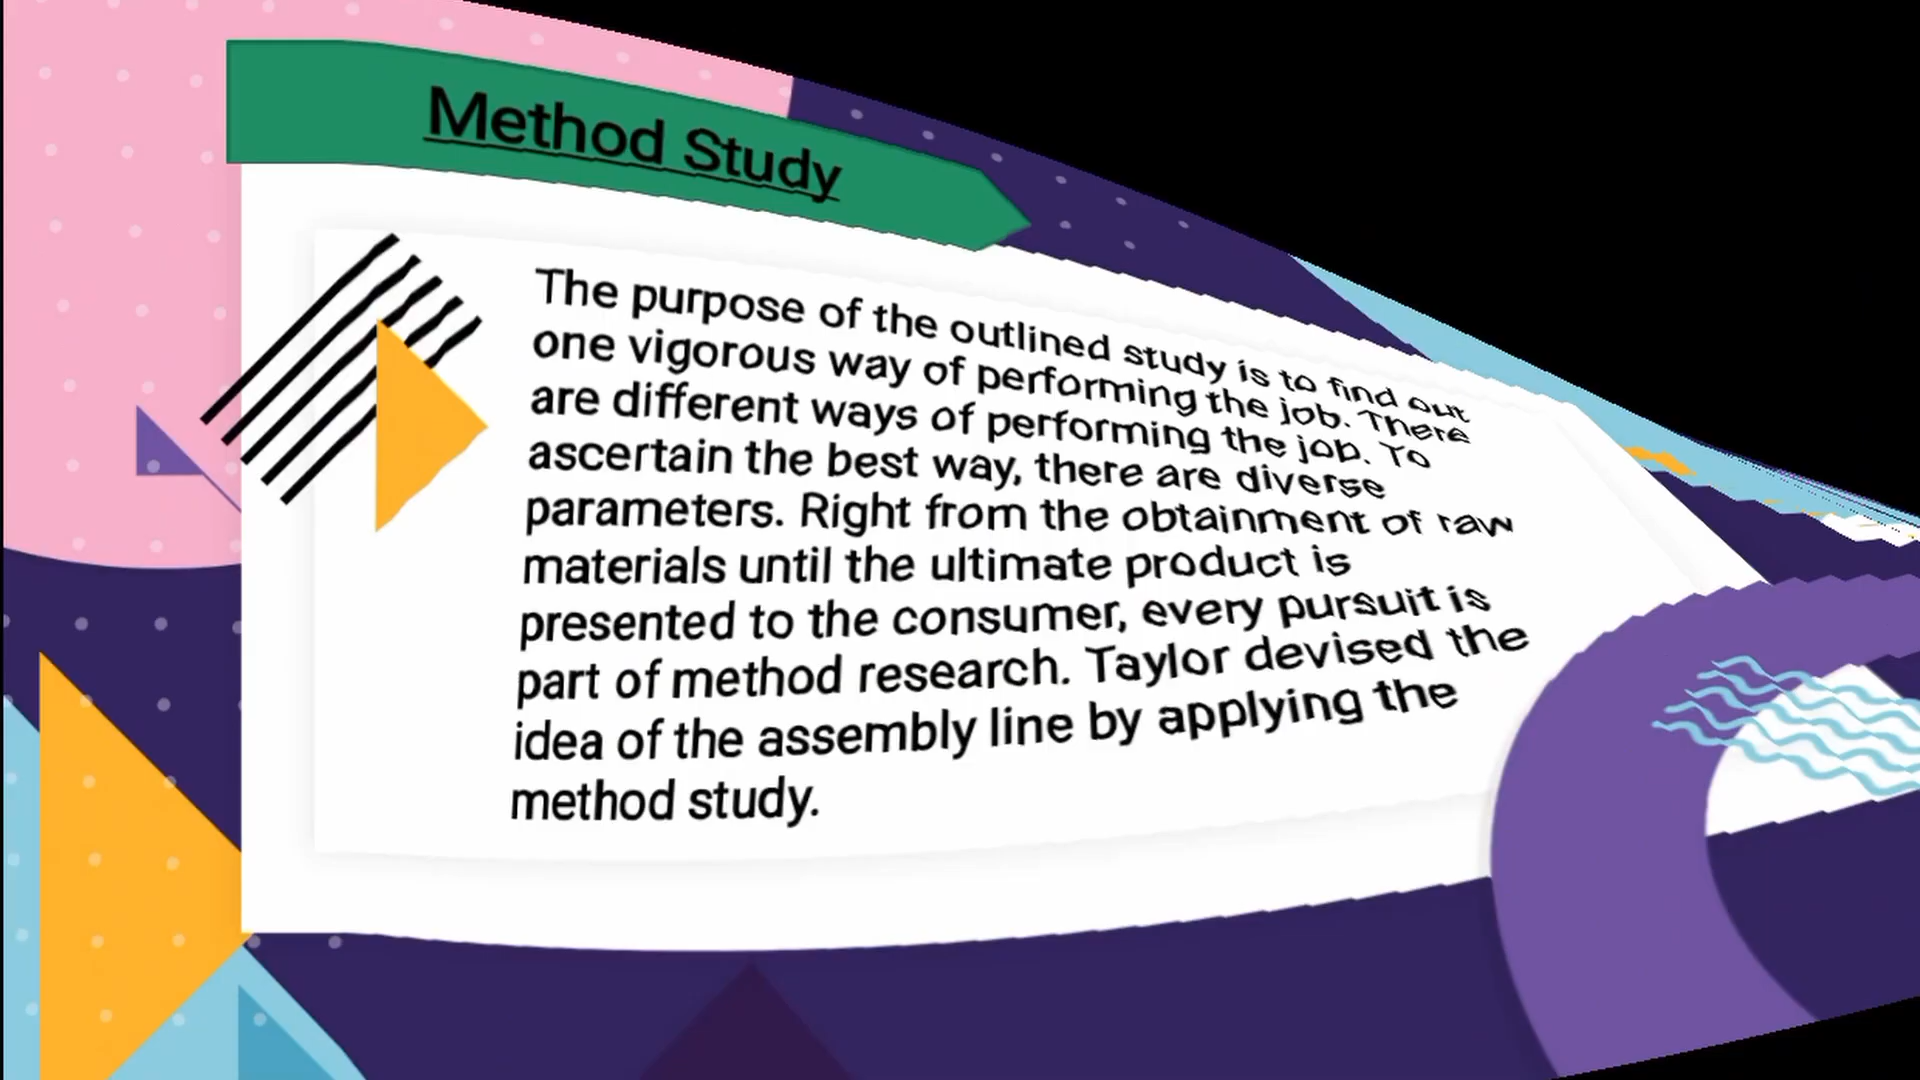 Method Study
The purpose of the outlined study is to find out
one vigorous way of performing the job. There
are different ways of performing the job. To
ascertain the best way, there are diverse
parameters. Right from the obtainment of raw
materials until the ultimate product is
presented to the consumer, every pursuit is
part of method research. Taylor devised the
idea of the assembly line by applying the
method study.